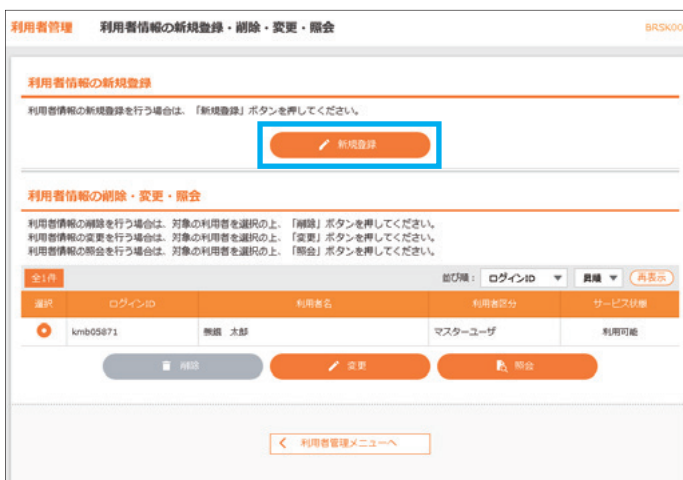 利用者管理 利用者情報の新規登録・削除・変更・照会 BRSK00
利用者情報の新規登録
利用者情報の新規登録を行う場合は、「新規登録」ボタンを押してください。
新規登録
利用者情報の削除・変更・照会
利用者情報の削除を行う場合は、対象の利用者を選択の上、「削除」ボタンを押してください。
利用者情報の変更を行う場合は、対象の利用者を選択の上、「変更」ボタンを押してください。
利用者情報の照会を行う場合は、対象の利用者を選択の上、「照会」ボタンを押してください。
全1件 並び順： ログインID 昇順 再表示
選択 ログインID 利用者名 利用者区分 サービス状態
kmb05871 太郎 マスターユーザ 利用可能
削除 変更 照会
利用者管理メニューへ